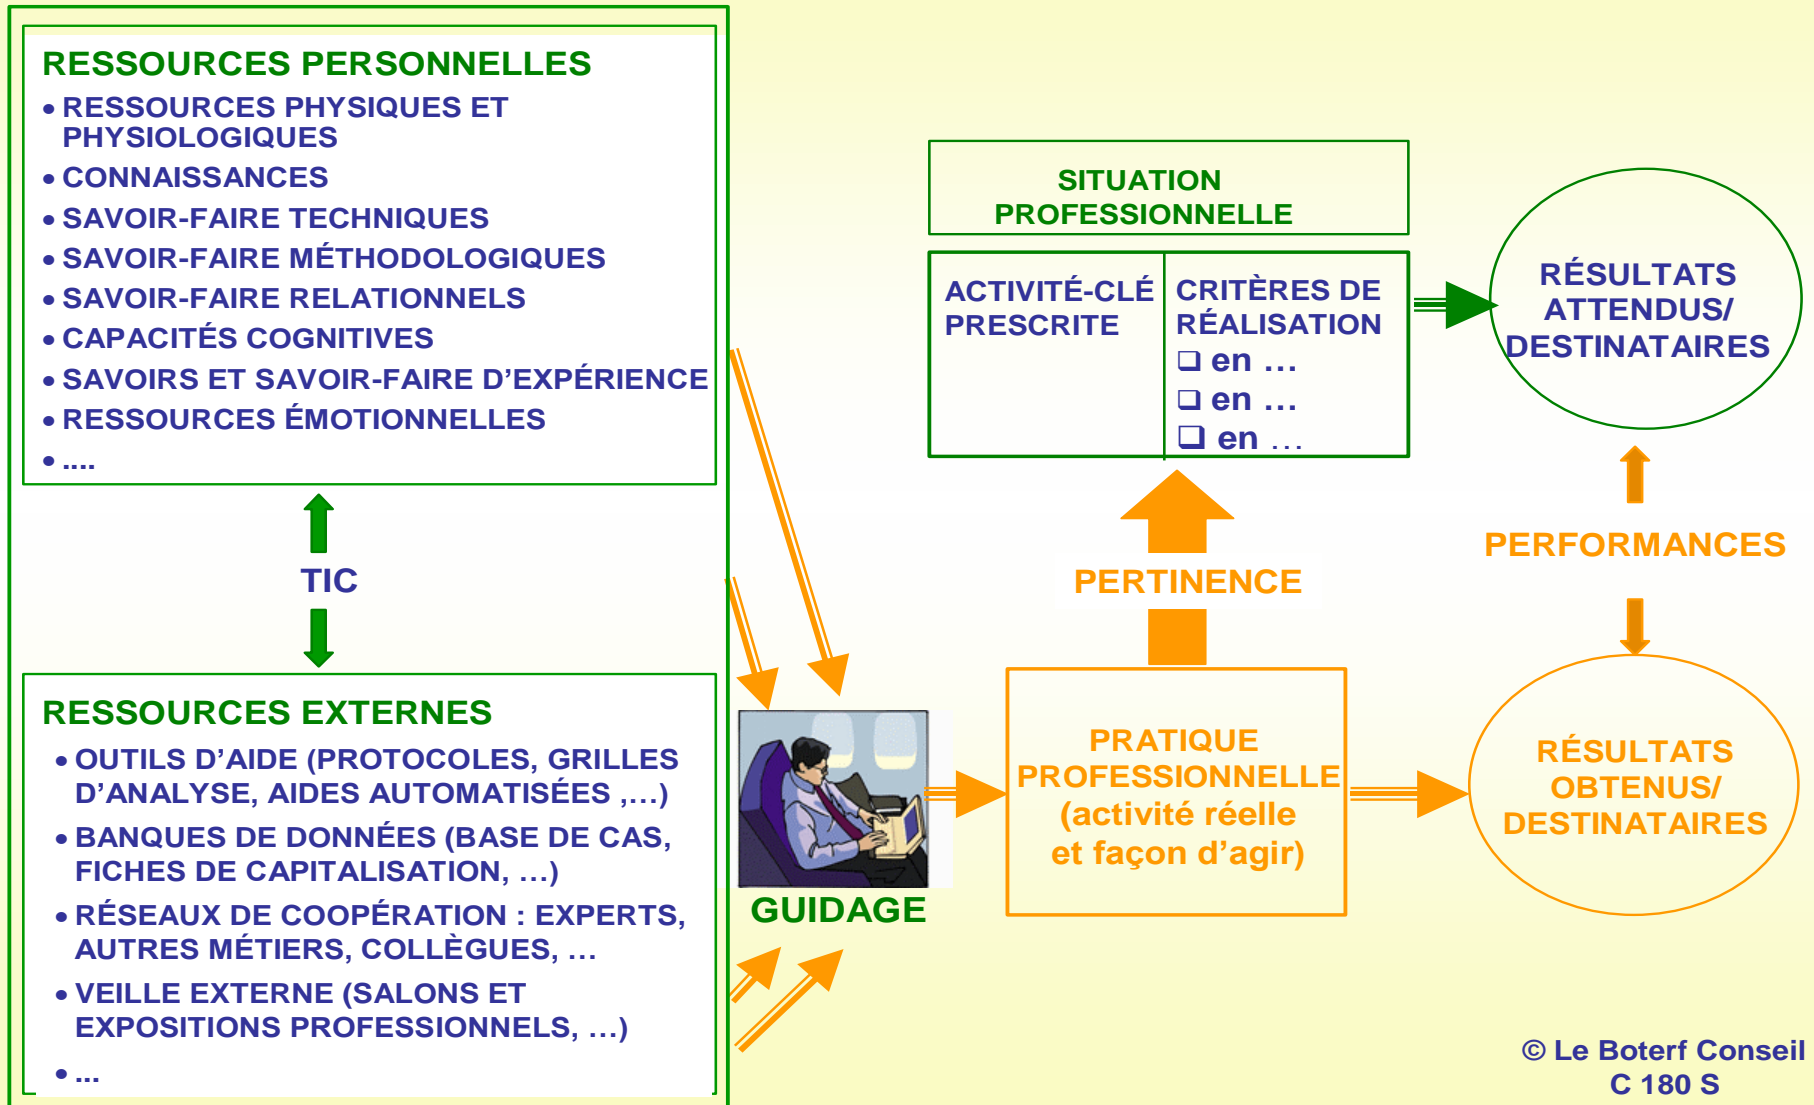 RESSOURCES PERSONNELLES
• RESSOURCES PHYSIQUES ET
PHYSIOLOGIQUES
• CONNAISSANCES
• SAVOIR-FAIRE TECHNIQUES
• SAVOIR-FAIRE MÉTHODOLOGIQUES
• SAVOIR-FAIRE RELATIONNELS
• CAPACITÉS COGNITIVES
• SAVOIRS ET SAVOIR-FAIRE D'EXPÉRIENCE
• RESSOURCES ÉMOTIONNELLES
• ....
TIC
RESSOURCES EXTERNES
• OUTILS D'AIDE (PROTOCOLES, GRILLES
D'ANALYSE, AIDES AUTOMATISÉES ,…)
• BANQUES DE DONNÉES (BASE DE CAS,
FICHES DE CAPITALISATION, …)
• RÉSEAUX DE COOPÉRATION : EXPERTS,
AUTRES MÉTIERS, COLLÈGUES, …
• VEILLE EXTERNE (SALONS ET
EXPOSITIONS PROFESSIONNELS, …)
• ...
GUIDAGE
SITUATION
PROFESSIONNELLE
ACTIVITÉ-CLÉ
PRESCRITE
CRITÈRES DE
RÉALISATION
❑ en …
❑ en …
❑ en …
PERTINENCE
PRATIQUE
PROFESSIONNELLE
(activité réelle
et façon d'agir)
RÉSULTATS
ATTENDUS/
DESTINATAIRES
PERFORMANCES
RÉSULTATS
OBTENUS/
DESTINATAIRES
© Le Boterf Conseil
C 180 S